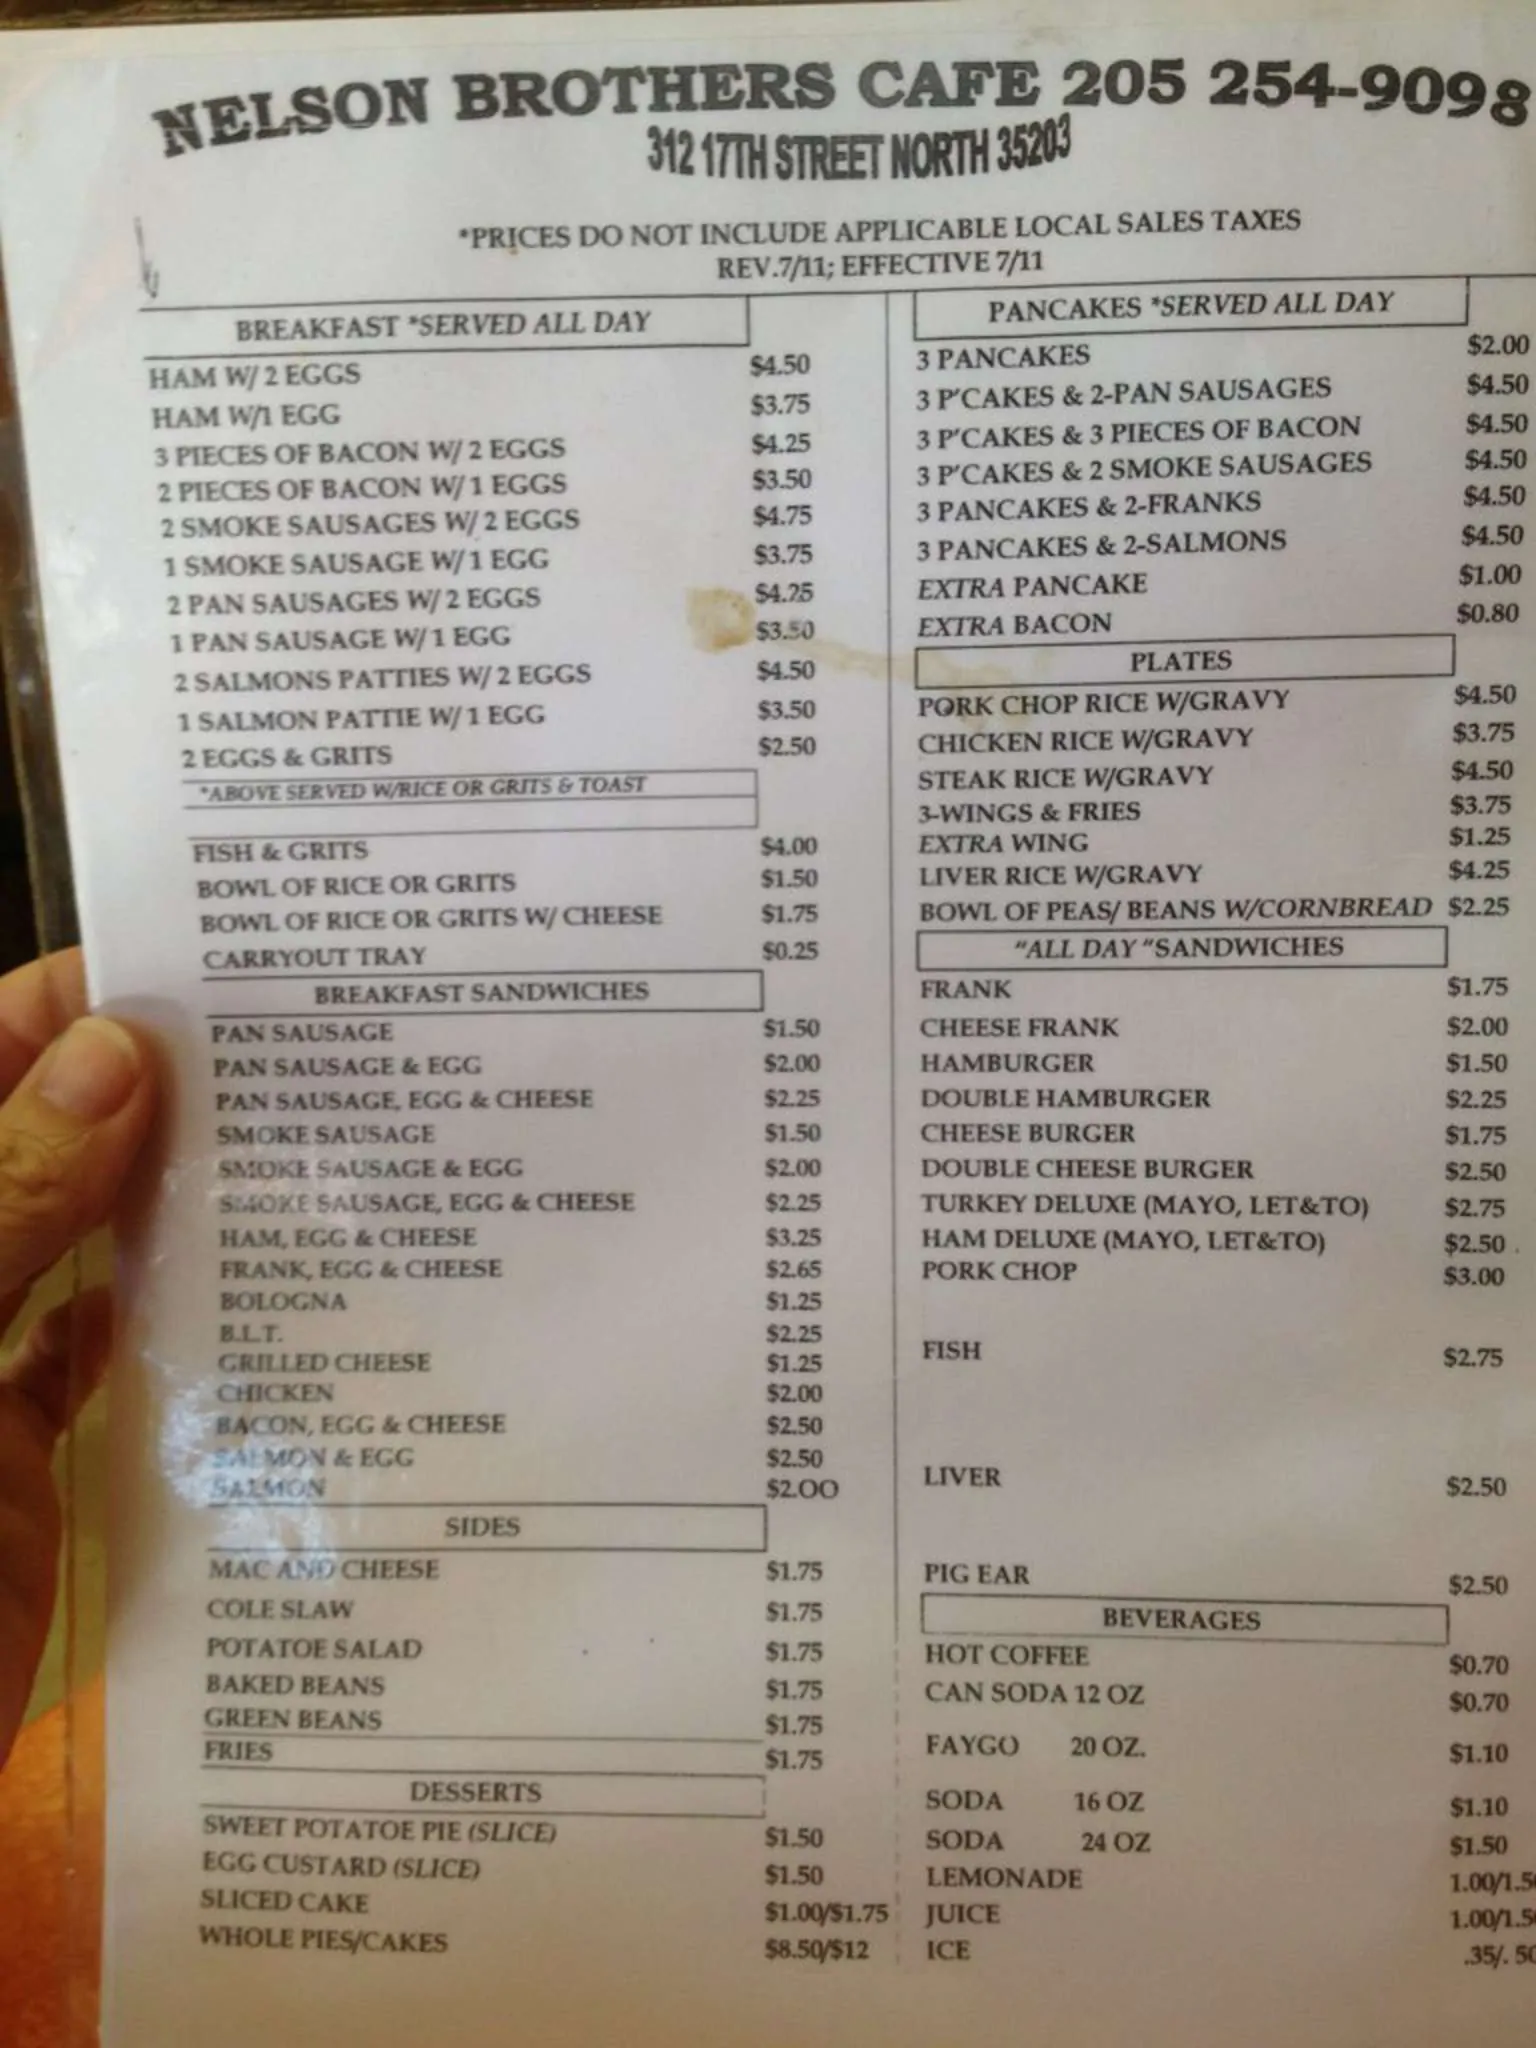 NELSON BROTHERS CAFE 205 254-9098
312 17TH STREET NORTH 35203
*PRICES DO NOT INCLUDE APPLICABLE LOCAL SALES TAXES
REV.7/11; EFFECTIVE 7/11
BREAKFAST *SERVED ALL DAY
HAM W/ 2 EGGS $4.50
HAM W/1 EGG $3.75
3 PIECES OF BACON W/ 2 EGGS $4.25
2 PIECES OF BACON W/ 1 EGGS $3.50
2 SMOKE SAUSAGES W/ 2 EGGS $4.75
1 SMOKE SAUSAGE W/ 1 EGG $3.75
2 PAN SAUSAGES W/ 2 EGGS $4.25
1 PAN SAUSAGE W/ 1 EGG $3.50
2 SALMONS PATTIES W/ 2 EGGS $4.50
1 SALMON PATTIE W/ 1 EGG $3.50
2 EGGS & GRITS $2.50
*ABOVE SERVED W/RICE OR GRITS & TOAST
FISH & GRITS $4.00
BOWL OF RICE OR GRITS $1.50
BOWL OF RICE OR GRITS W/ CHEESE $1.75
CARRYOUT TRAY $0.25
BREAKFAST SANDWICHES
PAN SAUSAGE $1.50
PAN SAUSAGE & EGG $2.00
PAN SAUSAGE, EGG & CHEESE $2.25
SMOKE SAUSAGE $1.50
SMOKE SAUSAGE & EGG $2.00
SMOKE SAUSAGE, EGG & CHEESE $2.25
HAM, EGG & CHEESE $3.25
FRANK, EGG & CHEESE $2.65
BOLOGNA $1.25
B.L.T. $2.25
GRILLED CHEESE $1.25
CHICKEN $2.00
BACON, EGG & CHEESE $2.50
SALMON & EGG $2.50
SALMON $2.OO
SIDES
MAC AND CHEESE $1.75
COLE SLAW $1.75
POTATOE SALAD $1.75
BAKED BEANS $1.75
GREEN BEANS $1.75
FRIES $1.75
DESSERTS
SWEET POTATOE PIE (SLICE) $1.50
EGG CUSTARD (SLICE) $1.50
SLICED CAKE $1.00/$1.75
WHOLE PIES/CAKES $8.50/$12
PANCAKES *SERVED ALL DAY
3 PANCAKES $2.00
3 P'CAKES & 2-PAN SAUSAGES $4.50
3 P'CAKES & 3 PIECES OF BACON $4.50
3 P'CAKES & 2 SMOKE SAUSAGES $4.50
3 PANCAKES & 2-FRANKS $4.50
3 PANCAKES & 2-SALMONS $4.50
EXTRA PANCAKE $1.00
EXTRA BACON $0.80
PLATES
PORK CHOP RICE W/GRAVY $4.50
CHICKEN RICE W/GRAVY $3.75
STEAK RICE W/GRAVY $4.50
3-WINGS & FRIES $3.75
EXTRA WING $1.25
LIVER RICE W/GRAVY $4.25
BOWL OF PEAS/ BEANS W/CORNBREAD $2.25
"ALL DAY "SANDWICHES
FRANK $1.75
CHEESE FRANK $2.00
HAMBURGER $1.50
DOUBLE HAMBURGER $2.25
CHEESE BURGER $1.75
DOUBLE CHEESE BURGER $2.50
TURKEY DELUXE (MAYO, LET&TO) $2.75
HAM DELUXE (MAYO, LET&TO) $2.50
PORK CHOP $3.00
FISH $2.75
LIVER $2.50
PIG EAR $2.50
BEVERAGES
HOT COFFEE $0.70
CAN SODA 12 OZ $0.70
FAYGO 20 OZ. $1.10
SODA 16 OZ $1.10
SODA 24 OZ $1.50
LEMONADE 1.00/1.5
JUICE 1.00/1.5
ICE .35/. 50